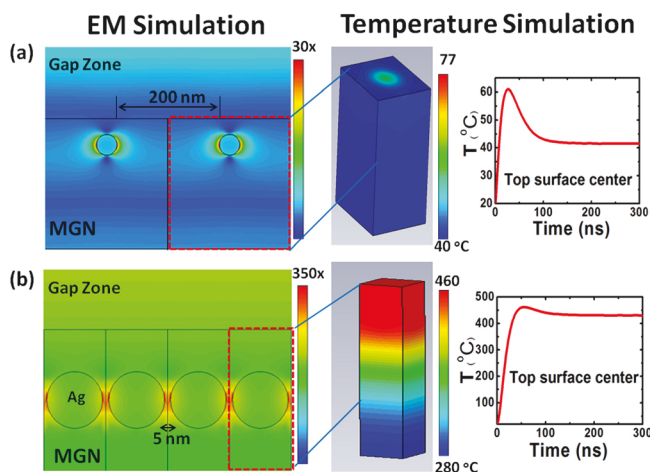 EM Simulation
Temperature Simulation
(a)
Gap Zone
200 nm
MGN
30x
77
40 °C
T (°C)
60
50
40
30
20
Top surface center
0 100 200 300
Time (ns)
(b)
Gap Zone
Ag
5 nm
MGN
350x
460
280 °C
T (°C)
500
400
300
200
100
0
Top surface center
0 100 200 300
Time (ns)